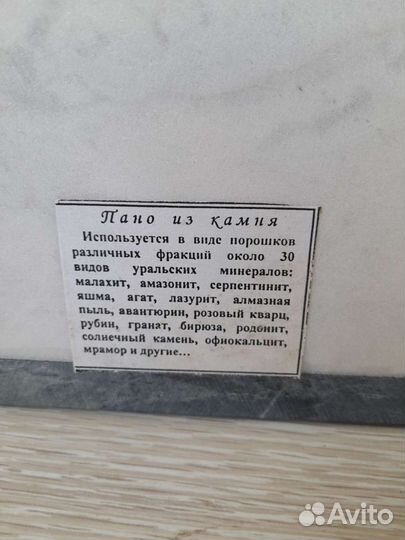 Пано из камня
Используется в виде порошков
различных фракций около 30
видов уральских минералов:
малахит, амазонит, серпентинит,
яшма, агат, лазурит, алмазная
пыль, авантюрин, розовый кварц,
рубин, гранат, бирюза, родонит,
солнечный камень, офиокальцит,
мрамор и другие...
Avito